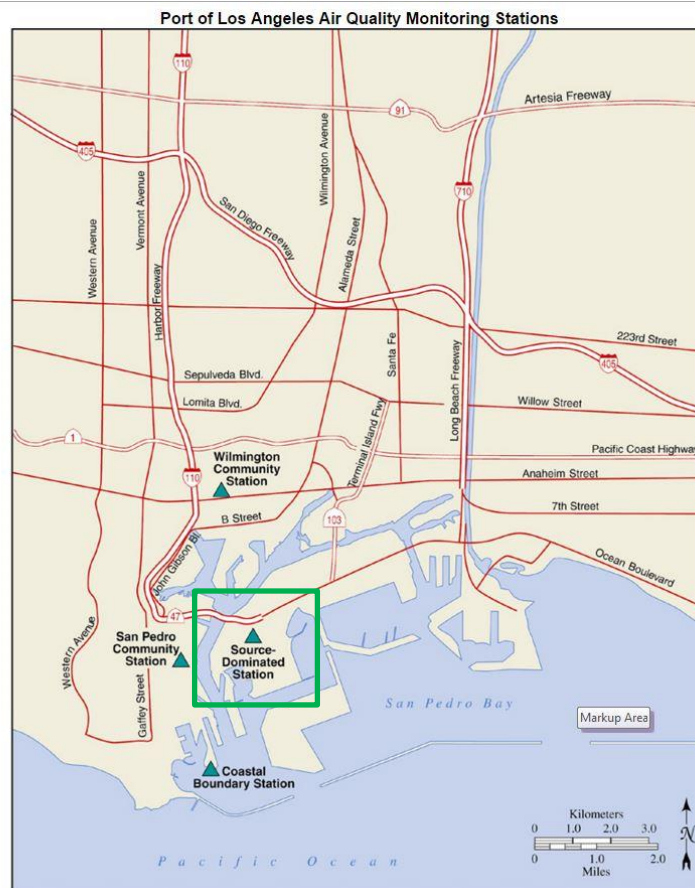 Port of Los Angeles Air Quality Monitoring Stations
110
91
Artesia Freeway
405
Western Avenue
Vermont Avenue
Wilmington Avenue
710
San Diego Freeway
Alameda Street
Harbor Freeway
223rd Street
Santa Fe
Long Beach Freeway
405
Sepulveda Blvd.
Lomita Blvd.
Terminal Island Fwy
Willow Street
1
Pacific Coast Highway
Wilmington
Community
Station
110
Anaheim Street
7th Street
B Street
103
John Gibson Bl.
Ocean Boulevard
47
Western Avenue
San Pedro
Community
Station
Source-
Dominated
Station
Gaffey Street
San Pedro Bay
Markup Area
Coastal
Boundary Station
Kilometers
0 1.0 2.0 3.0
0 1.0 2.0
Miles
N
Pacific Ocean